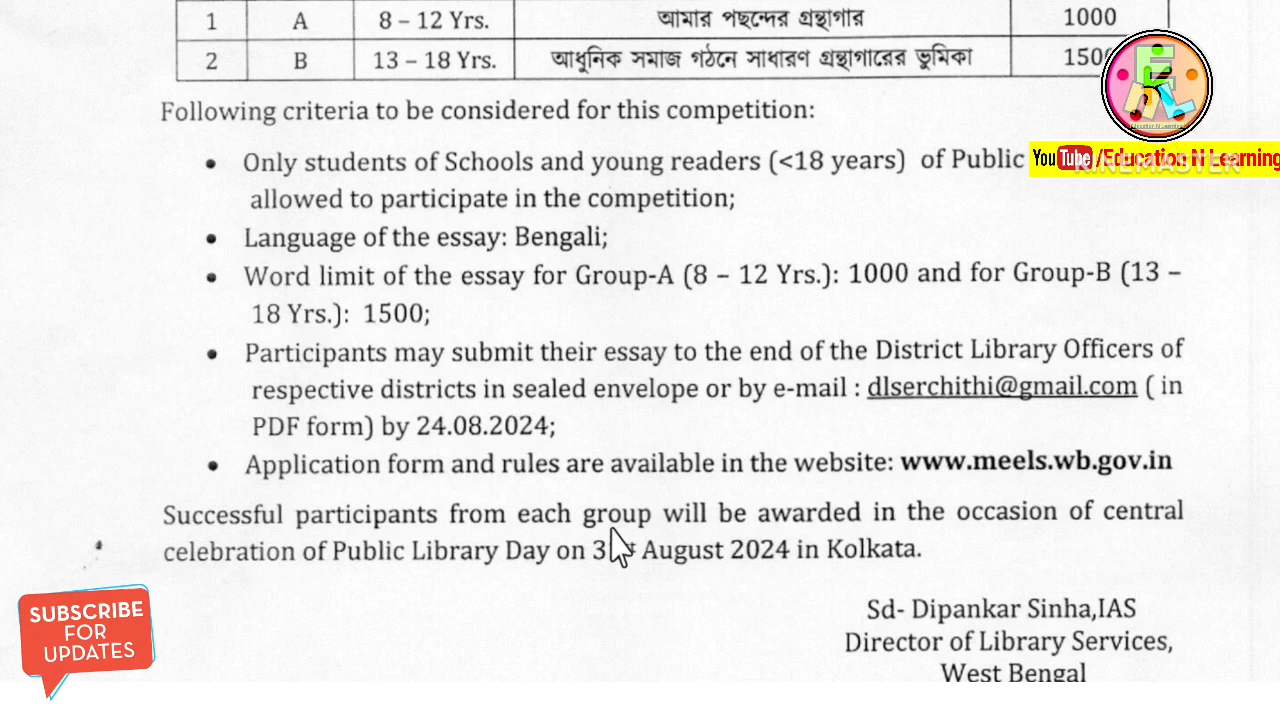 1 A 8 – 12 Yrs. আমার পছন্দের গ্রন্থাগার 1000
2 B 13 – 18 Yrs. আধুনিক সমাজ গঠনে সাধারণ গ্রন্থাগারের ভূমিকা
Following criteria to be considered for this competition:
• Only students of Schools and young readers (<18 years) of Public
allowed to participate in the competition;
• Language of the essay: Bengali;
• Word limit of the essay for Group-A (8 – 12 Yrs.): 1000 and for Group-B (13 –
18 Yrs.): 1500;
• Participants may submit their essay to the end of the District Library Officers of
respective districts in sealed envelope or by e-mail : dlserchithi@gmail.com ( in
PDF form) by 24.08.2024;
• Application form and rules are available in the website: www.meels.wb.gov.in
Successful participants from each group will be awarded in the occasion of central
celebration of Public Library Day on August 2024 in Kolkata.
Sd- Dipankar Sinha,IAS
Director of Library Services,
West Bengal
ENL
Education N Learning
YouTube/Education N Learning
KINEMASTER
SUBSCRIBE
FOR
UPDATES